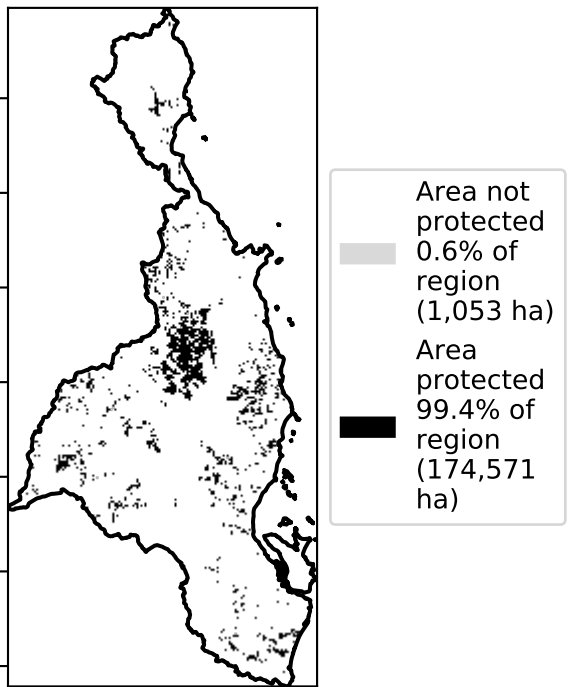 Area not
protected
0.6% of
region
(1,053 ha)
Area
protected
99.4% of
region
(174,571
ha)